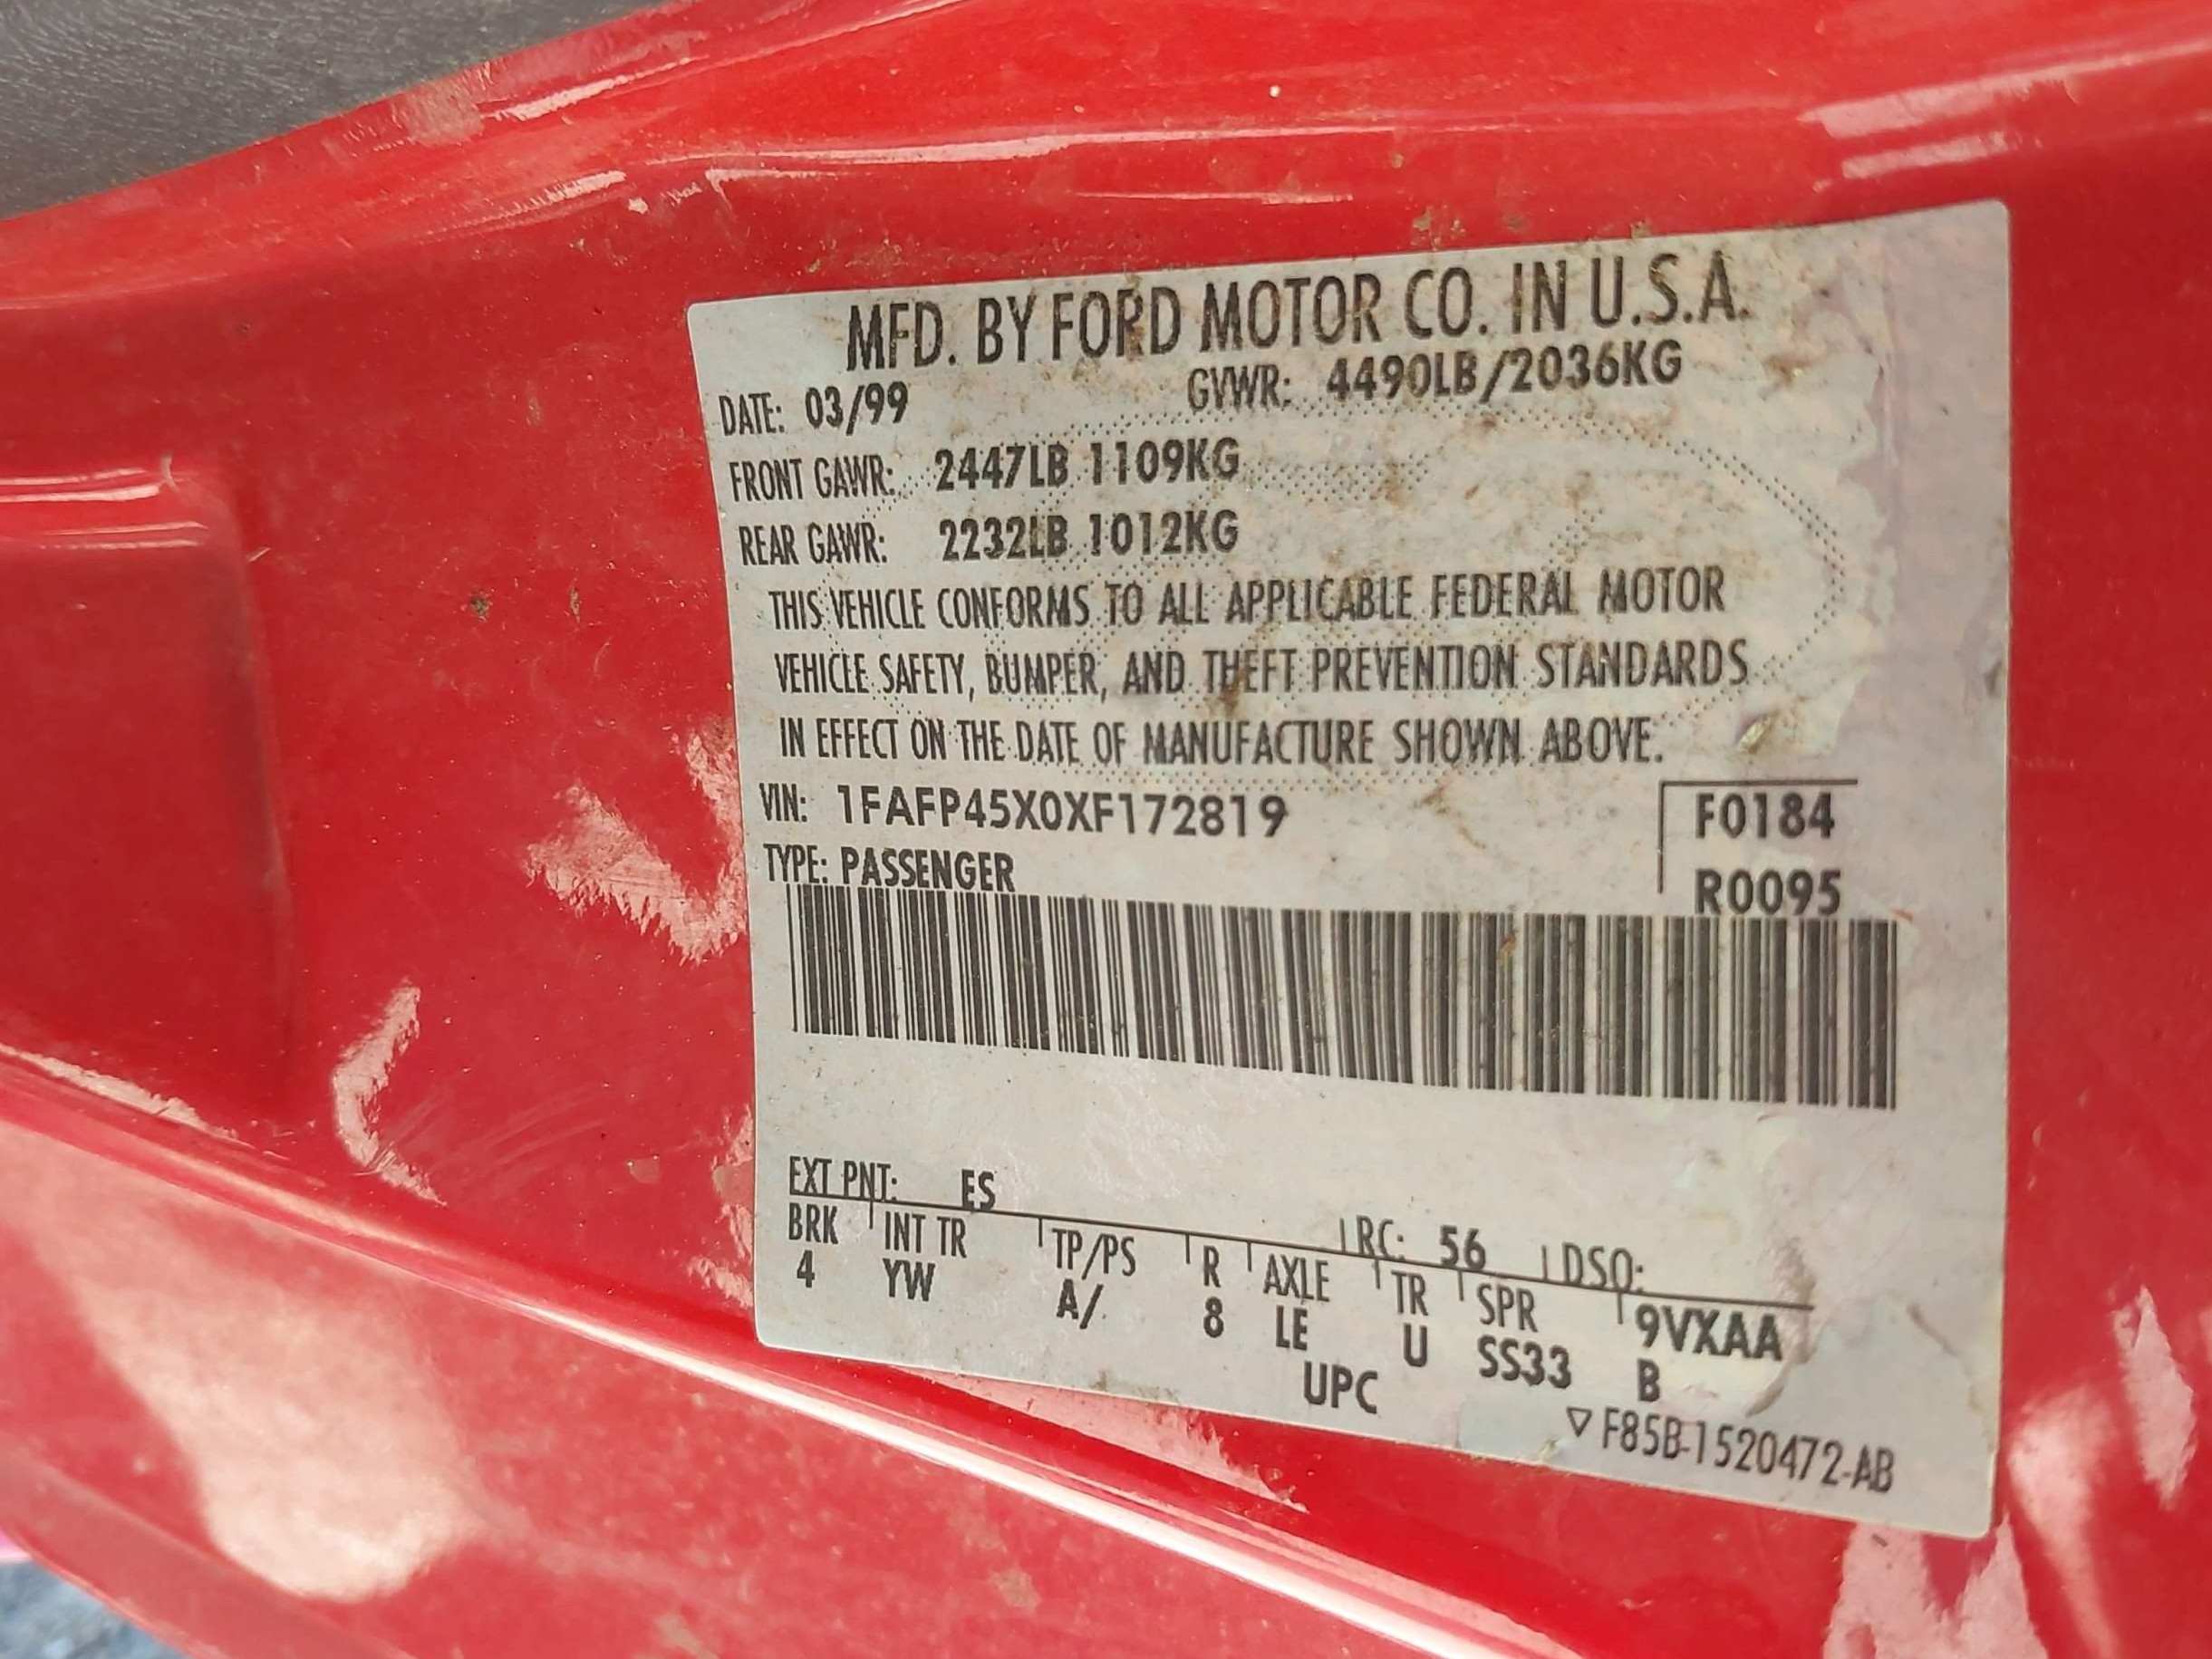 MFD. BY FORD MOTOR CO. IN U.S.A.
DATE: 03/99 GVWR: 4490LB/2036KG
FRONT GAWR: 2447LB 1109KG
REAR GAWR: 2232LB 1012KG
THIS VEHICLE CONFORMS TO ALL APPLICABLE FEDERAL MOTOR
VEHICLE SAFETY, BUMPER, AND THEFT PREVENTION STANDARDS
IN EFFECT ON THE DATE OF MANUFACTURE SHOWN ABOVE.
VIN: 1FAFP45X0XF172819 F0184
TYPE: PASSENGER R0095
EXT PNT: ES RC: 56 DSO:
BRK INT TR TP/PS R AXLE TR SPR 9VXAA
4 YW A/ 8 LE U SS33 B
UPC
▽ F85B-1520472-AB